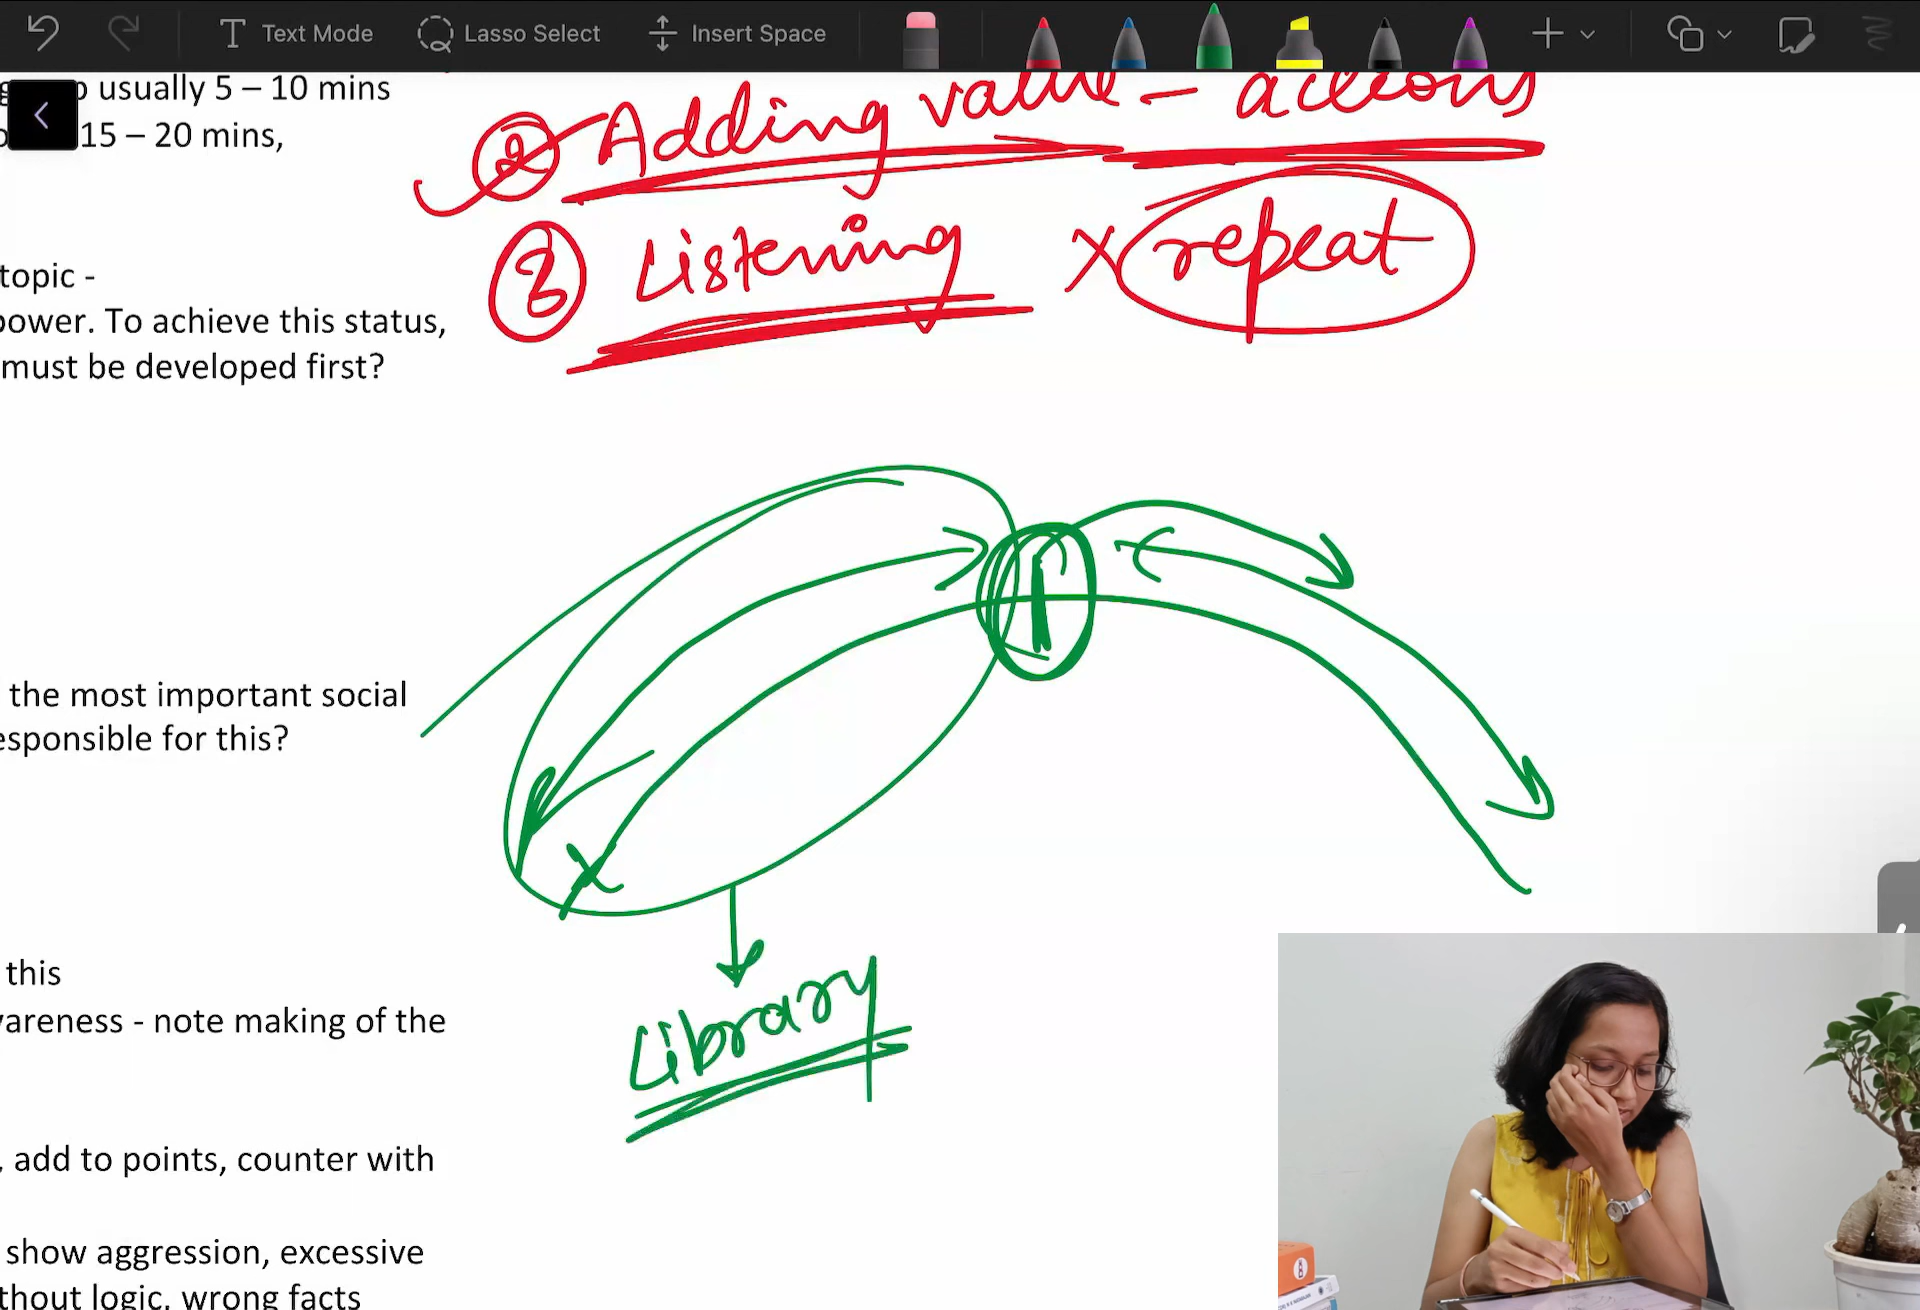 Text Mode Lasso Select Insert Space
usually 5 – 10 mins
15 – 20 mins,
② Adding value – actions
③ Listening X repeat
topic -
power. To achieve this status,
must be developed first?
the most important social
esponsible for this?
X
Library
this
wareness - note making of the
, add to points, counter with
show aggression, excessive
thout logic, wrong facts